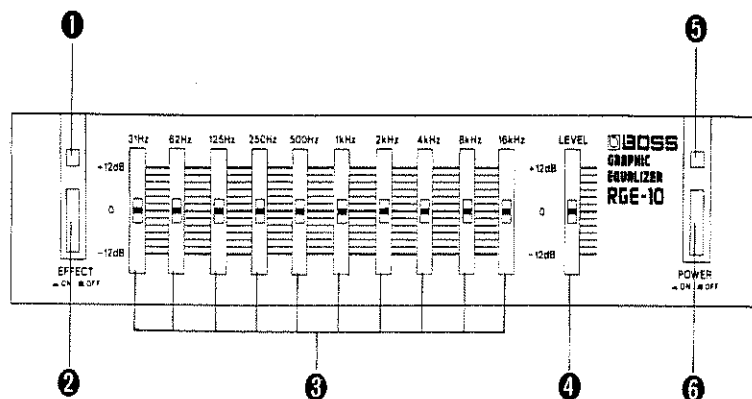 1 5
31Hz 62Hz 125Hz 250Hz 500Hz 1kHz 2kHz 4kHz 8kHz 16kHz LEVEL
BOSS
GRAPHIC
EQUALIZER
RGE-10
+12dB +12dB
0 0
-12dB -12dB
EFFECT POWER
ON OFF ON OFF
2 3 4 6